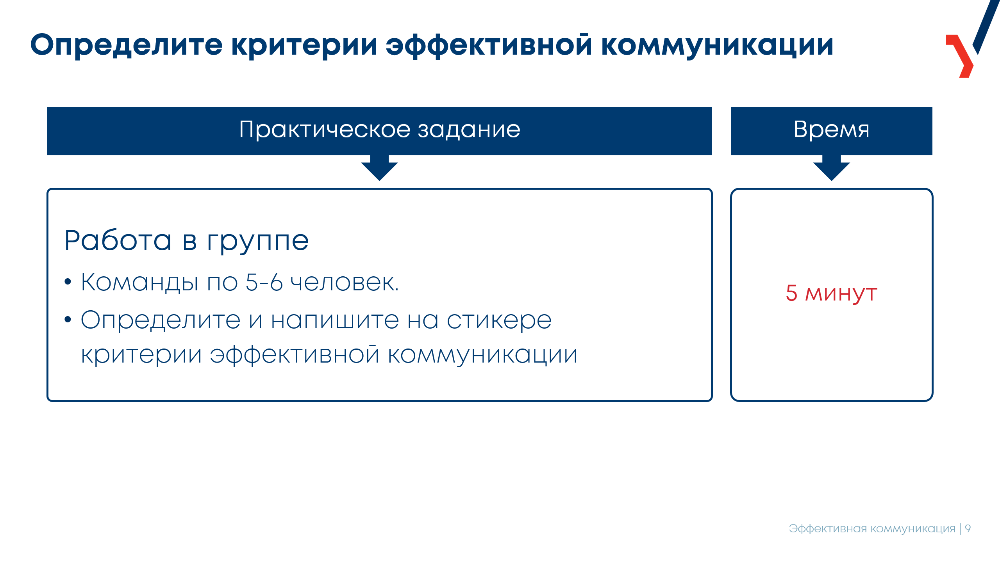 Определите критерии эффективной коммуникации
Практическое задание
Время
Работа в группе
• Команды по 5-6 человек.
• Определите и напишите на стикере
критерии эффективной коммуникации
5 минут
Эффективная коммуникация | 9